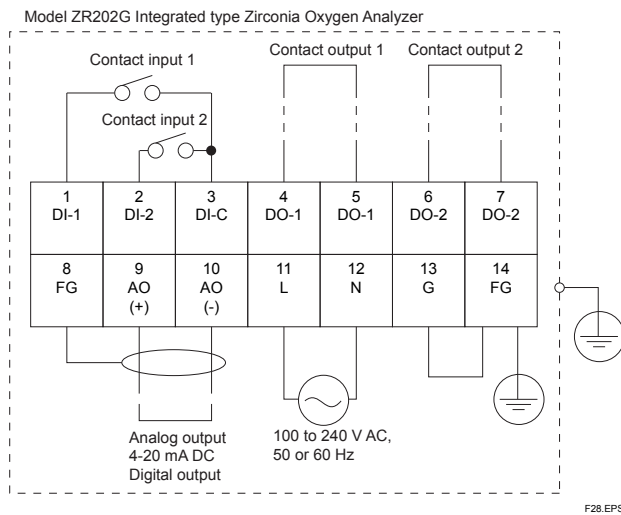 Model ZR202G Integrated type Zirconia Oxygen Analyzer
Contact input 1
Contact output 1
Contact output 2
Contact input 2
1
DI-1
2
DI-2
3
DI-C
4
DO-1
5
DO-1
6
DO-2
7
DO-2
8
FG
9
AO
(+)
10
AO
(-)
11
L
12
N
13
G
14
FG
Analog output
4-20 mA DC
Digital output
100 to 240 V AC,
50 or 60 Hz
F28.EPS